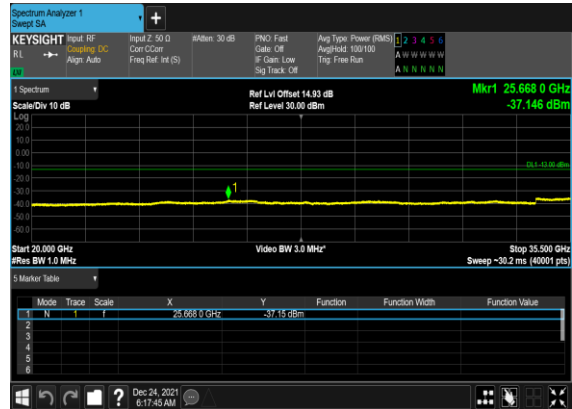 Spectrum Analyzer 1
Swept SA
KEYSIGHT Input: RF Input Z: 50 Ω #Atten: 30 dB PNO: Fast Avg Type: Power (RMS) 1 2 3 4 5 6
RL Coupling: DC Corr CCorr Gate: Off Avg|Hold: 100/100 A W W W W W
Align: Auto Freq Ref: Int (S) IF Gain: Low Trig: Free Run
Sig Track: Off A N N N N N
1 Spectrum Ref Lvl Offset 14.93 dB Mkr1 25.668 0 GHz
Scale/Div 10 dB Ref Level 30.00 dBm -37.146 dBm
Log
20.0
10.0
0.00
-10.0 DL1 -13.00 dBm
-20.0
-30.0 1
-40.0
-50.0
-60.0
Start 20.000 GHz Video BW 3.0 MHz* Stop 35.500 GHz
#Res BW 1.0 MHz Sweep ~30.2 ms (40001 pts)
5 Marker Table
Mode Trace Scale X Y Function Function Width Function Value
1 N 1 f 25.668 0 GHz -37.15 dBm
2
3
4
5
6
? Dec 24, 2021
6:17:45 AM